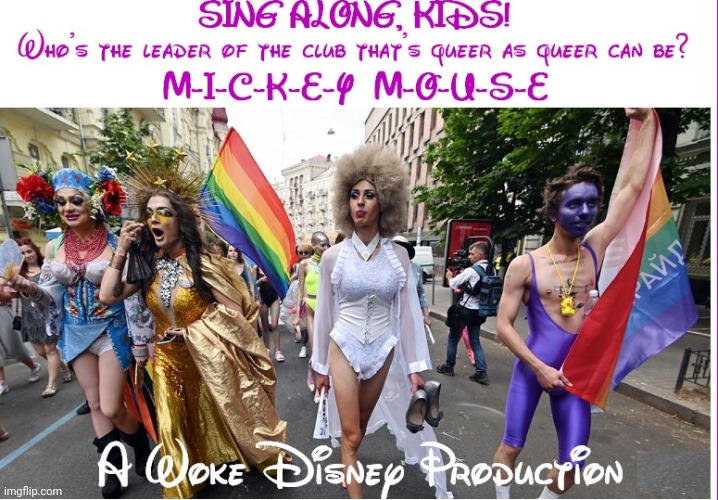 SING ALONG, KIDS!
WHO'S THE LEADER OF THE CLUB THAT'S QUEER AS QUEER CAN BE?
M-I-C-K-E-Y M-O-U-S-E
A WOKE DISNEY PRODUCTION
imgflip.com